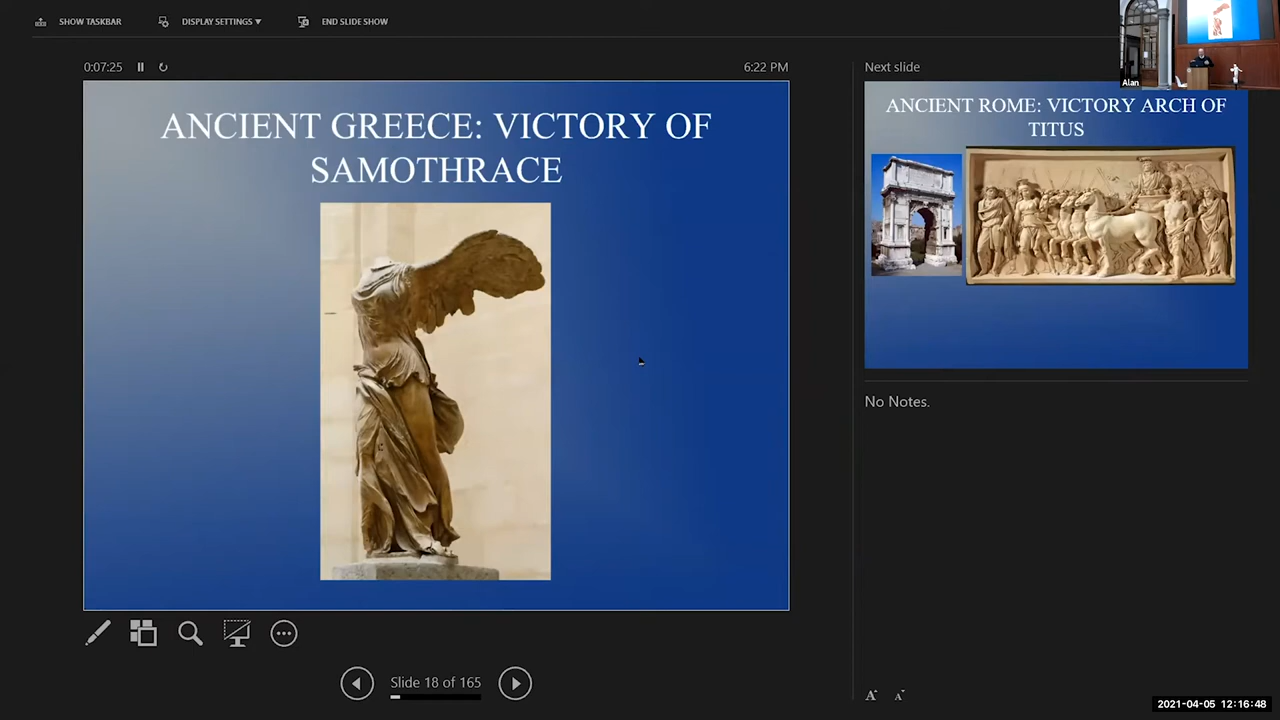 SHOW TASKBAR
DISPLAY SETTINGS
END SLIDE SHOW
Alan
0:07:25
6:22 PM
ANCIENT GREECE: VICTORY OF
SAMOTHRACE
Next slide
ANCIENT ROME: VICTORY ARCH OF
TITUS
No Notes.
Slide 18 of 165
A A
2021-04-05 12:16:48